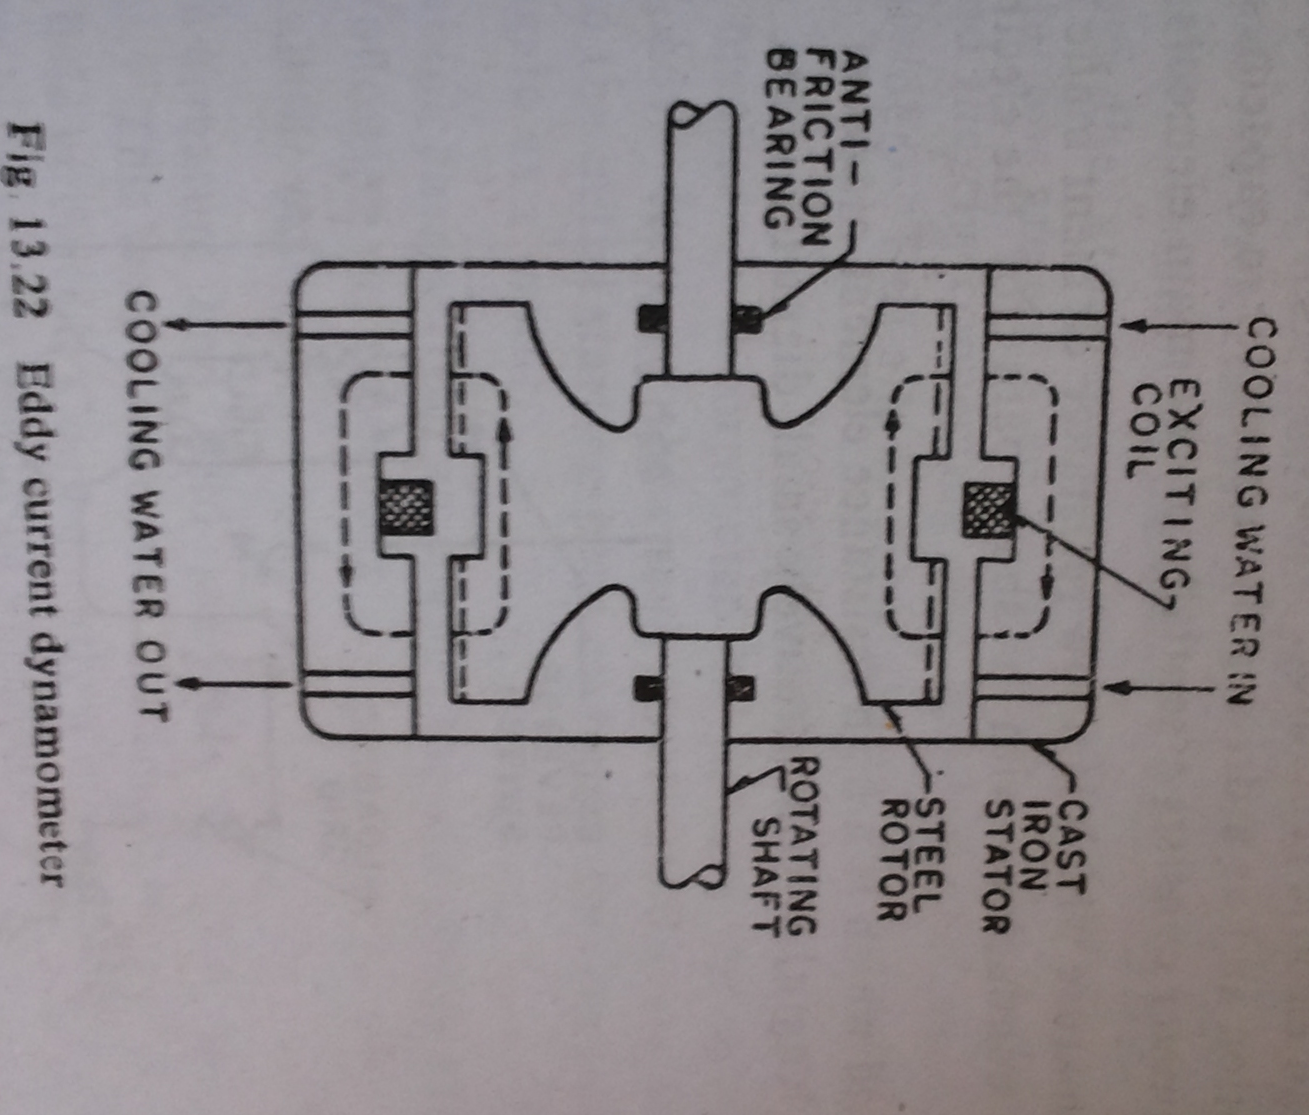 COOLING WATER IN
EXCITING
COIL
ANTI-
FRICTION
BEARING
CAST
IRON
STATOR
STEEL
ROTOR
ROTATING
SHAFT
COOLING WATER OUT
Fig. 13.22 Eddy current dynamometer